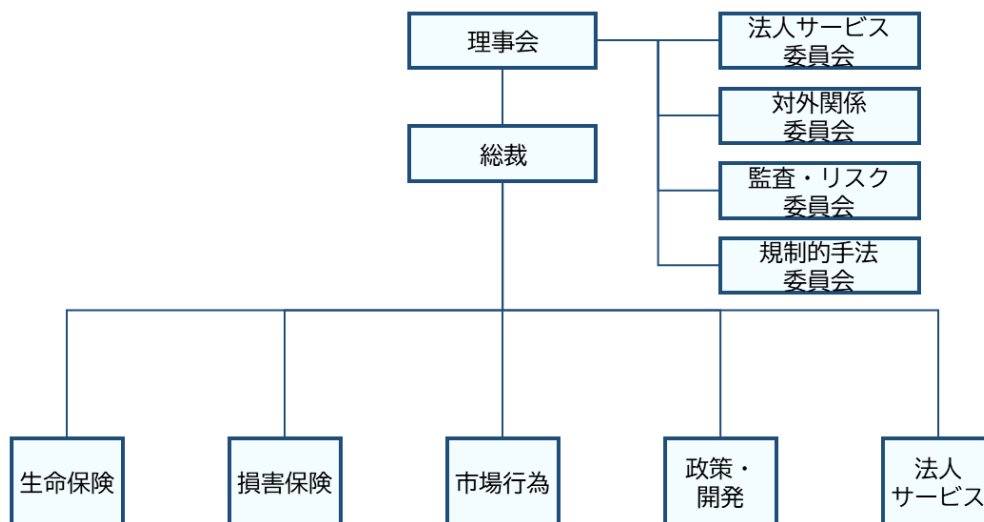 理事会
法人サービス
委員会
対外関係
委員会
総裁
監査・リスク
委員会
規制的手法
委員会
生命保険
損害保険
市場行為
政策・
開発
法人
サービス